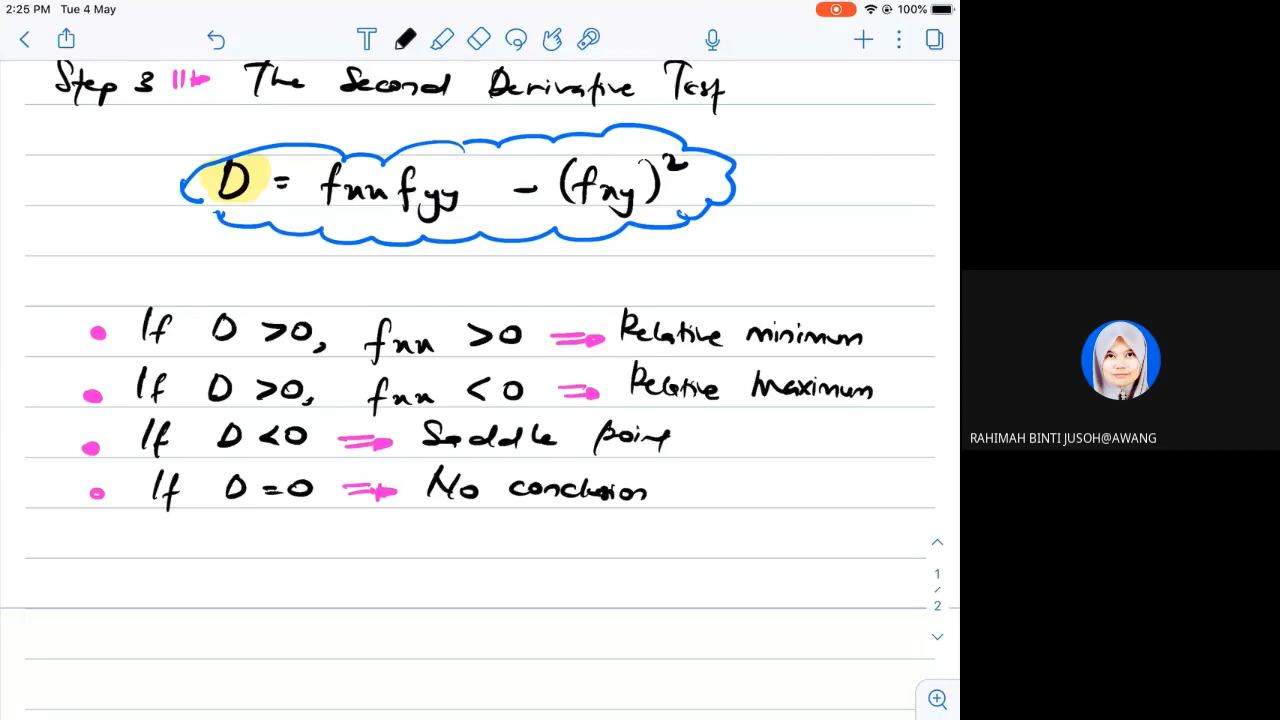 2:25 PM Tue 4 May 100%
Step 3 The Second Derivative Test
D = fxx fyy - (fxy)²
• If D >0, fxx >0 ⇒ Relative minimum
• If D >0, fxx <0 ⇒ Relative Maximum
• If D <0 ⇒ Saddle point
• If D =0 ⇒ No conclusion
1
/
2
RAHIMAH BINTI JUSOH@AWANG